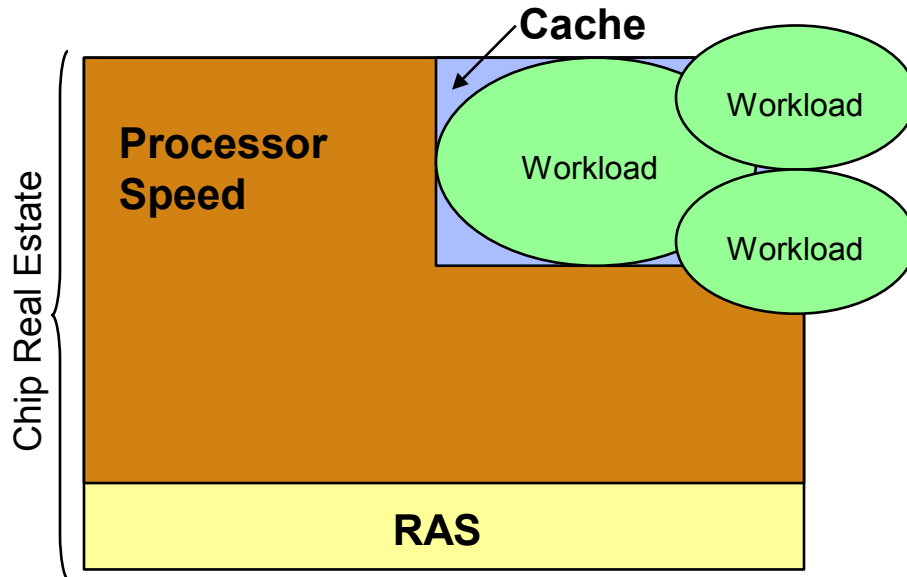 Cache
Workload
Processor
Speed
Workload
Workload
Chip Real Estate
RAS